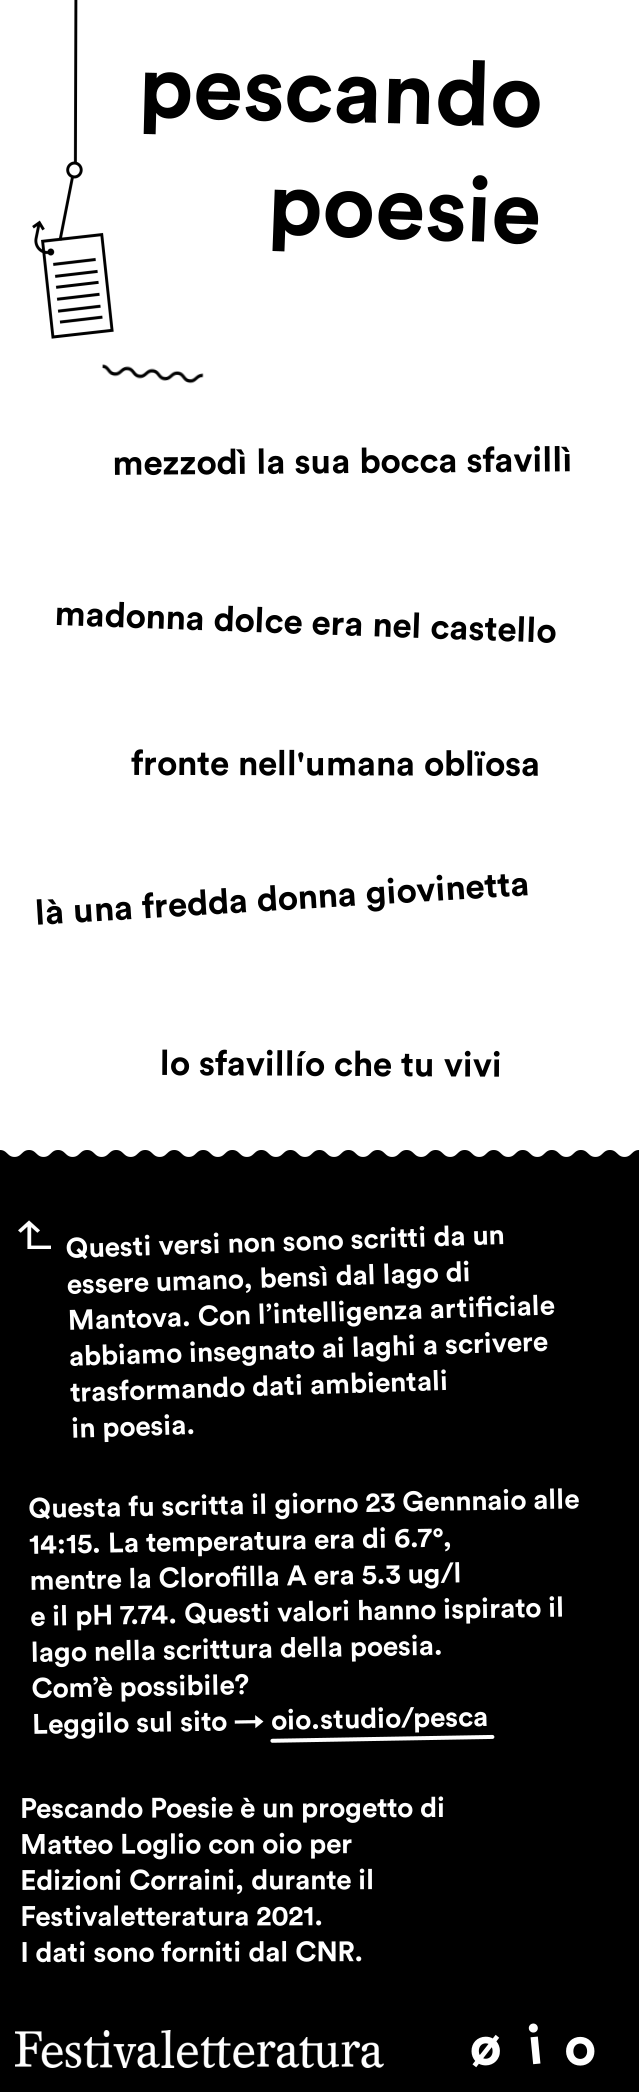 pescando
poesie
mezzodì la sua bocca sfavillì
madonna dolce era nel castello
fronte nell'umana oblïosa
là una fredda donna giovinetta
lo sfavillío che tu vivi
Questi versi non sono scritti da un
essere umano, bensì dal lago di
Mantova. Con l’intelligenza artificiale
abbiamo insegnato ai laghi a scrivere
trasformando dati ambientali
in poesia.
Questa fu scritta il giorno 23 Gennnaio alle
14:15. La temperatura era di 6.7°,
mentre la Clorofilla A era 5.3 ug/l
e il pH 7.74. Questi valori hanno ispirato il
lago nella scrittura della poesia.
Com’è possibile?
Leggilo sul sito → oio.studio/pesca
Pescando Poesie è un progetto di
Matteo Loglio con oio per
Edizioni Corraini, durante il
Festivaletteratura 2021.
I dati sono forniti dal CNR.
Festivaletteratura ø i o